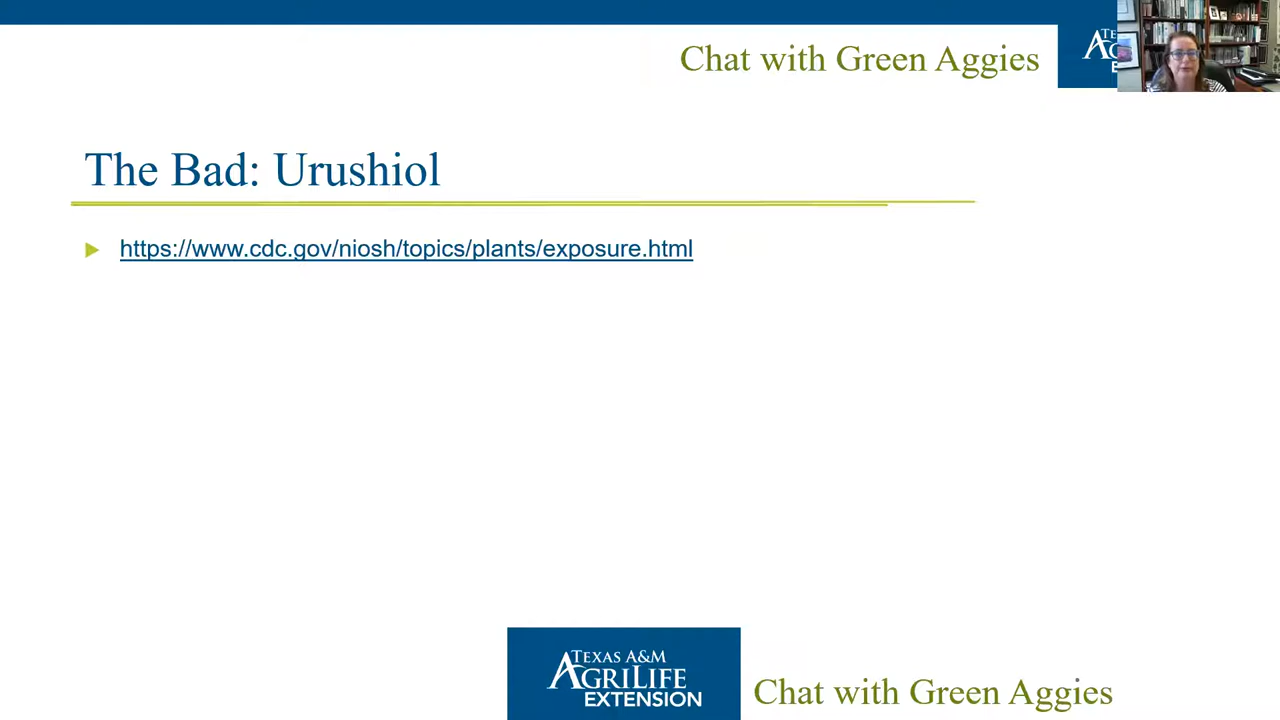 Chat with Green Aggies
The Bad: Urushiol
https://www.cdc.gov/niosh/topics/plants/exposure.html
TEXAS A&M
AGRILIFE
EXTENSION
Chat with Green Aggies